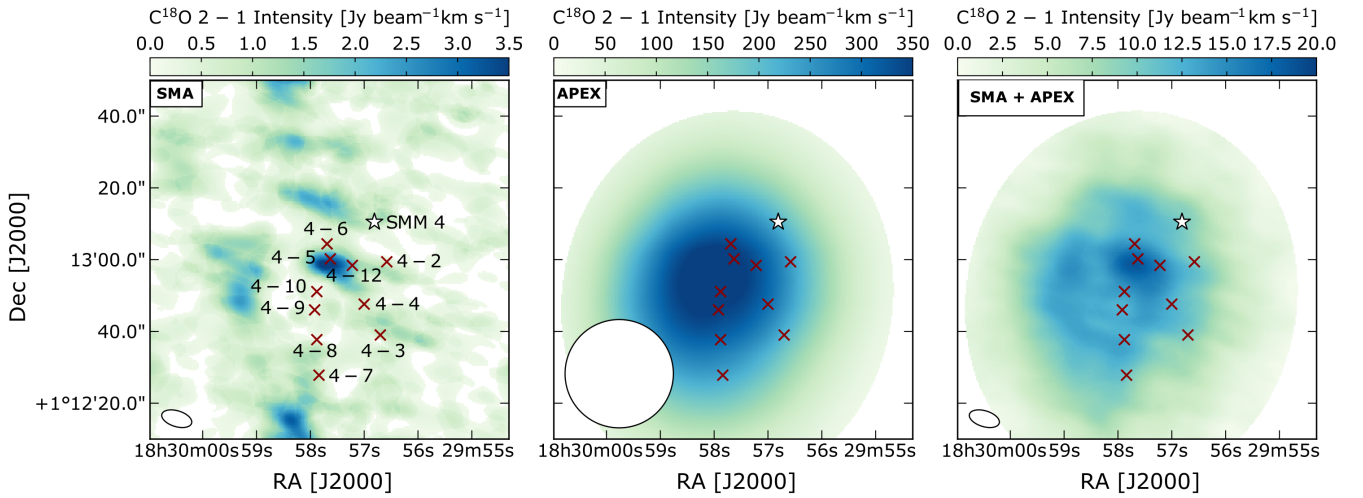 C¹⁸O 2 − 1 Intensity [Jy beam⁻¹km s⁻¹]
0.0 0.5 1.0 1.5 2.0 2.5 3.0 3.5
SMA
40.0"
20.0"
13'00.0"
40.0"
+1°12'20.0"
Dec [J2000]
SMM 4
4 − 6
4 − 5
4 − 2
4 − 12
4 − 10
4 − 4
4 − 9
4 − 8
4 − 3
4 − 7
18h30m00s 59s 58s 57s 56s 29m55s
RA [J2000]
C¹⁸O 2 − 1 Intensity [Jy beam⁻¹km s⁻¹]
0 50 100 150 200 250 300 350
APEX
18h30m00s 59s 58s 57s 56s 29m55s
RA [J2000]
C¹⁸O 2 − 1 Intensity [Jy beam⁻¹km s⁻¹]
0.0 2.5 5.0 7.5 10.0 12.5 15.0 17.5 20.0
SMA + APEX
18h30m00s 59s 58s 57s 56s 29m55s
RA [J2000]